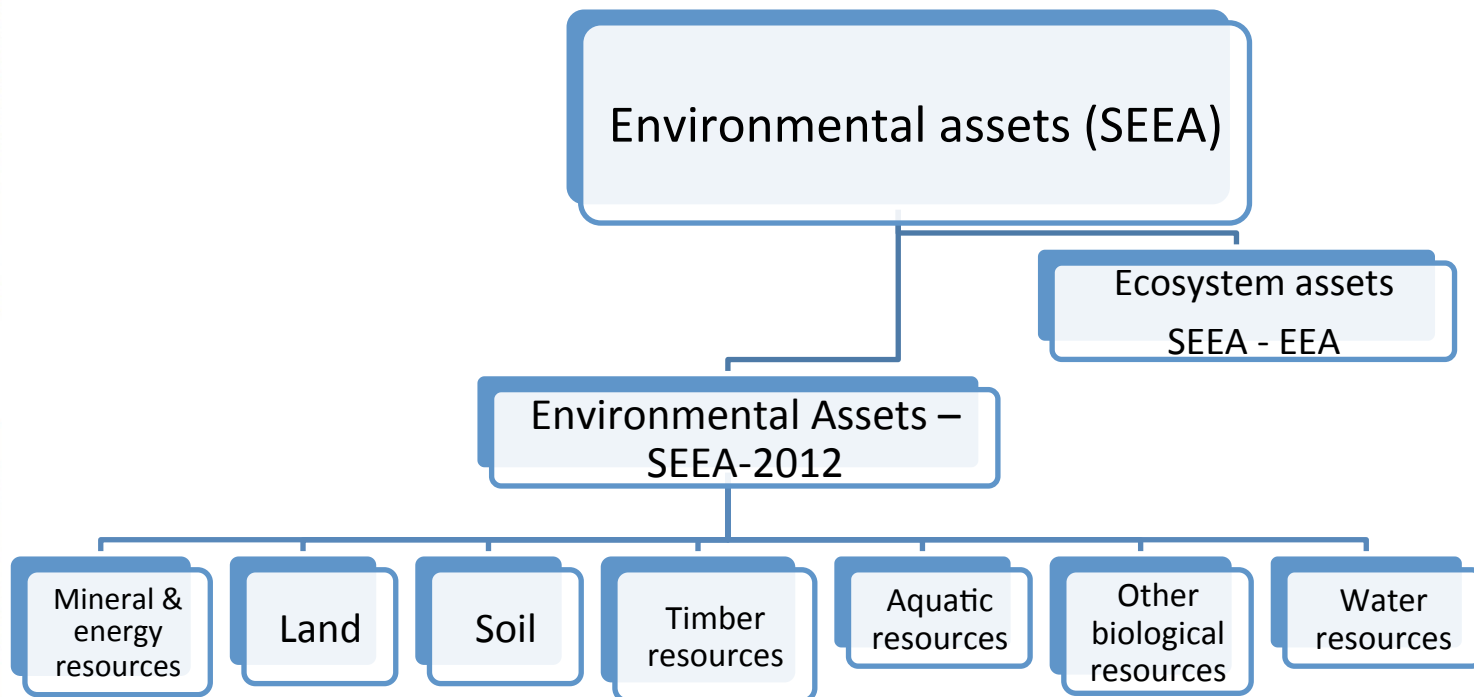 Environmental assets (SEEA)
Ecosystem assets
SEEA - EEA
Environmental Assets –
SEEA-2012
Mineral &
energy
resources
Land
Soil
Timber
resources
Aquatic
resources
Other
biological
resources
Water
resources